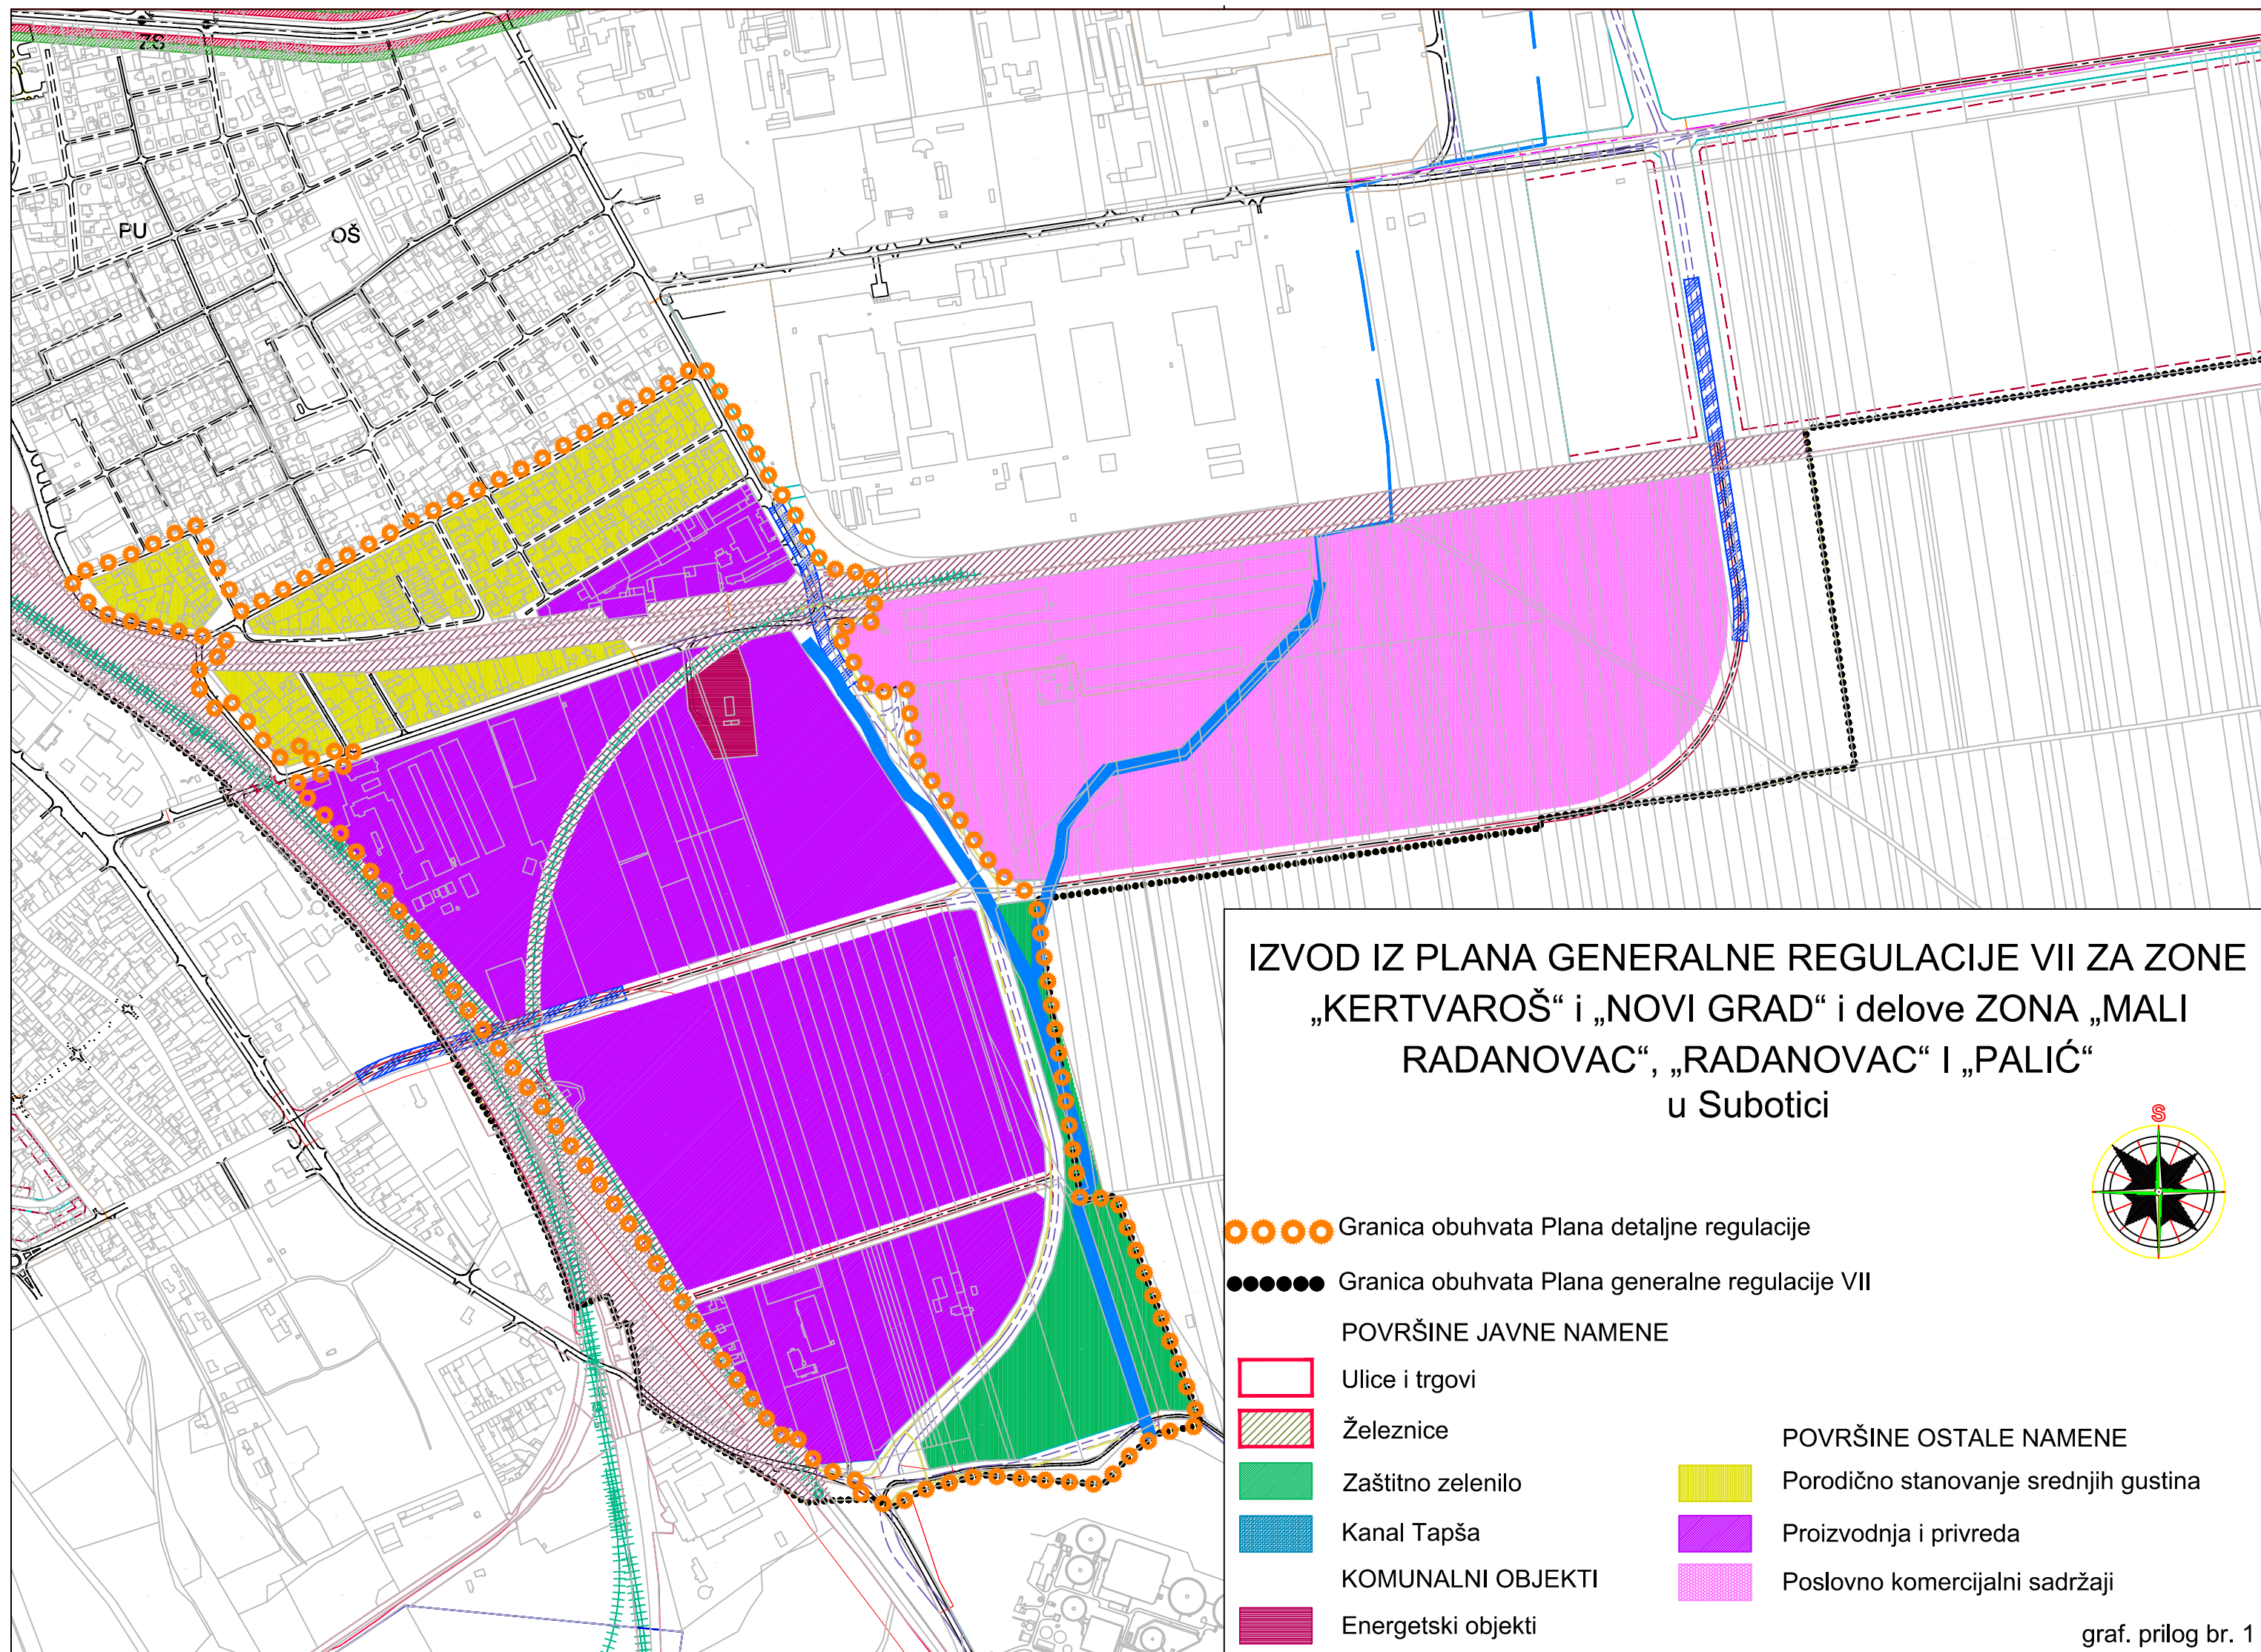 ZS
PU
OŠ
IZVOD IZ PLANA GENERALNE REGULACIJE VII ZA ZONE
„KERTVAROŠ“ i „NOVI GRAD“ i delove ZONA „MALI
RADANOVAC“, „RADANOVAC“ I „PALIĆ“
u Subotici
S
Granica obuhvata Plana detaljne regulacije
Granica obuhvata Plana generalne regulacije VII
POVRŠINE JAVNE NAMENE
Ulice i trgovi
Železnice
Zaštitno zelenilo
Kanal Tapša
KOMUNALNI OBJEKTI
Energetski objekti
POVRŠINE OSTALE NAMENE
Porodično stanovanje srednjih gustina
Proizvodnja i privreda
Poslovno komercijalni sadržaji
graf. prilog br. 1